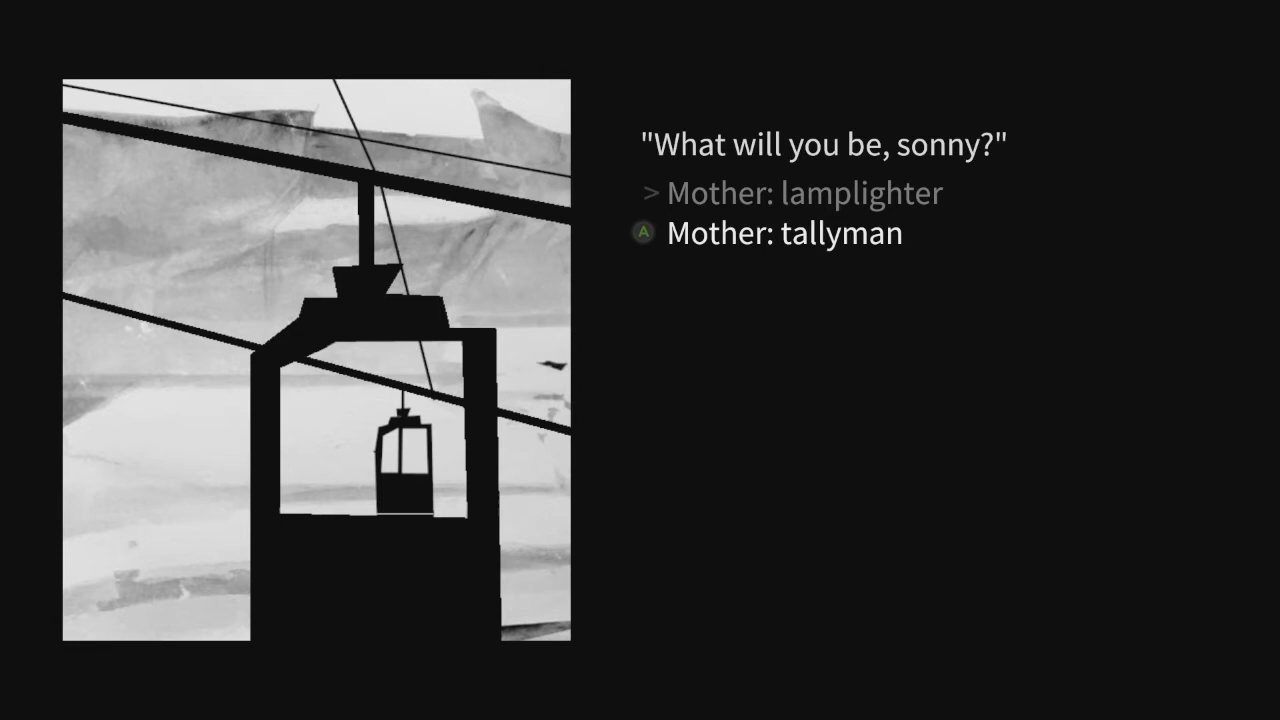 "What will you be, sonny?"
> Mother: lamplighter
A Mother: tallyman